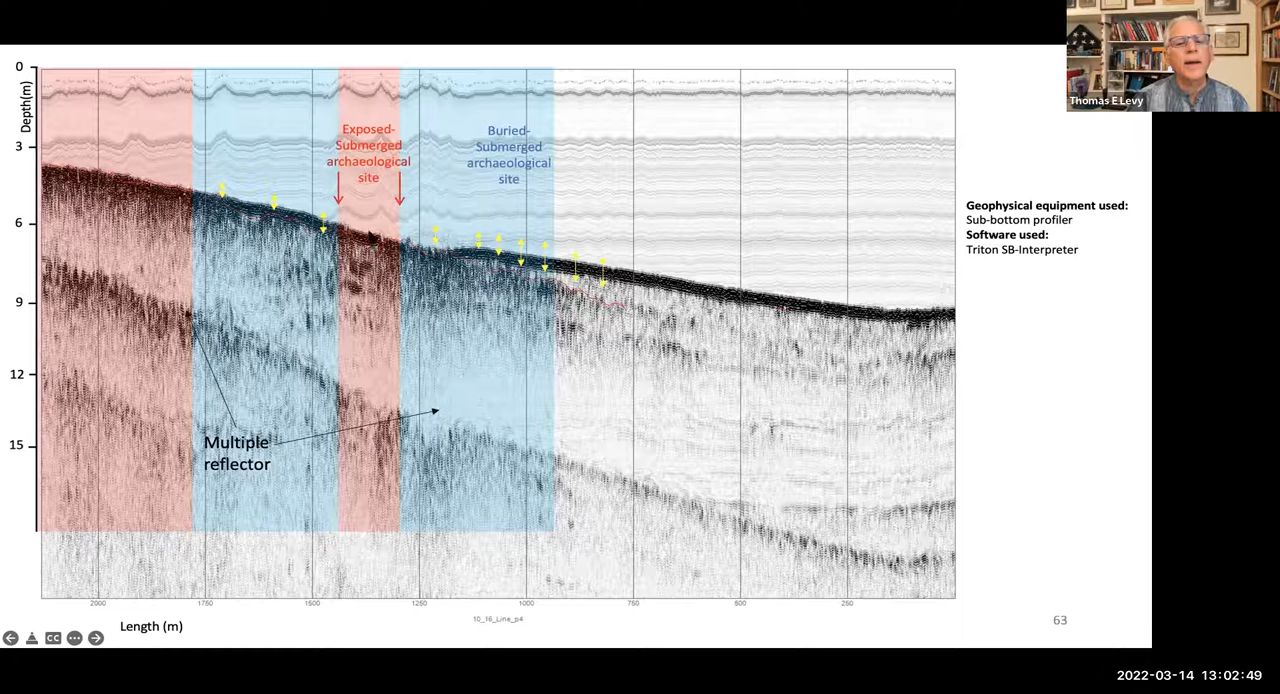 Thomas E Levy
0
Depth(m)
3
6
9
12
15
Exposed-
Submerged
archaeological
site
Buried-
Submerged
archaeological
site
Multiple
reflector
Geophysical equipment used:
Sub-bottom profiler
Software used:
Triton SB-Interpreter
2000
1750
1500
1250
1000
750
500
250
10_16_Line_p4
Length (m)
63
CC
2022-03-14 13:02:49